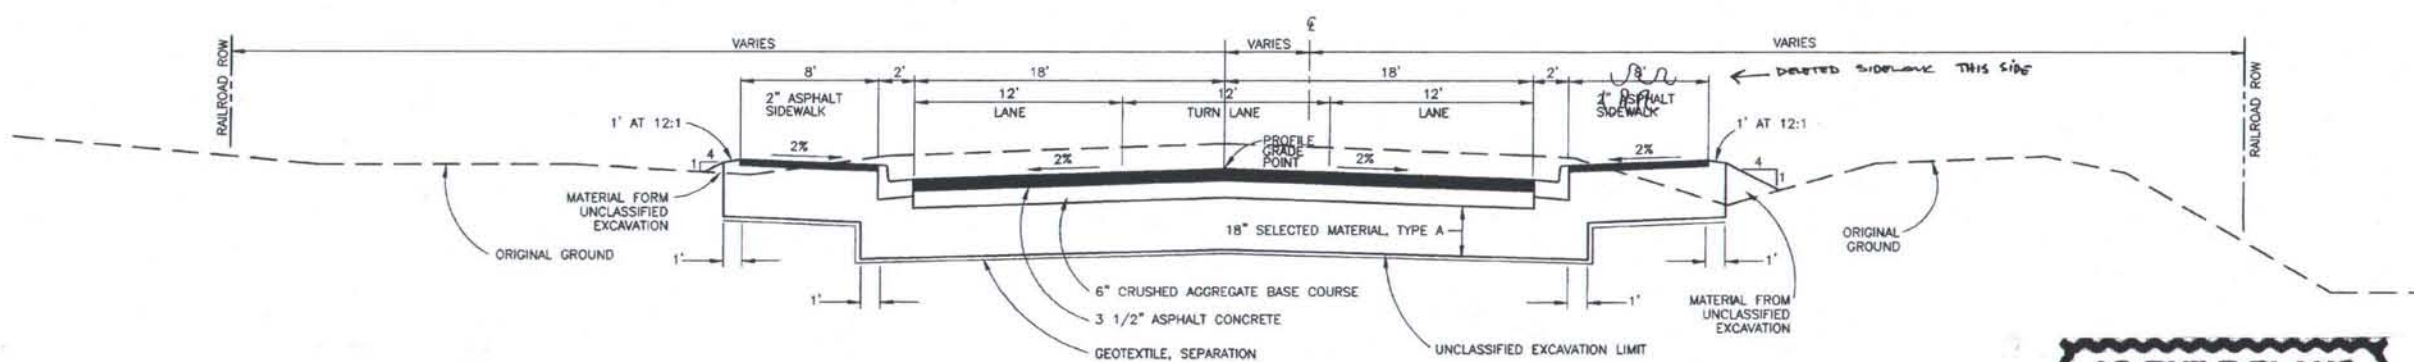 ℄
RAILROAD ROW
VARIES
VARIES
VARIES
RAILROAD ROW
8'
2'
18'
18'
2'
8'
DELETED SIDEWALK THIS SIDE
2" ASPHALT
SIDEWALK
12'
LANE
12'
TURN LANE
12'
LANE
2" ASPHALT
SIDEWALK
1' AT 12:1
1' AT 12:1
4
1
2%
2%
PROFILE
GRADE
POINT
2%
2%
4
1
MATERIAL FORM
UNCLASSIFIED
EXCAVATION
ORIGINAL GROUND
18" SELECTED MATERIAL, TYPE A
ORIGINAL
GROUND
1'
1'
1'
1'
6" CRUSHED AGGREGATE BASE COURSE
3 1/2" ASPHALT CONCRETE
GEOTEXTILE, SEPARATION
UNCLASSIFIED EXCAVATION LIMIT
MATERIAL FROM
UNCLASSIFIED
EXCAVATION